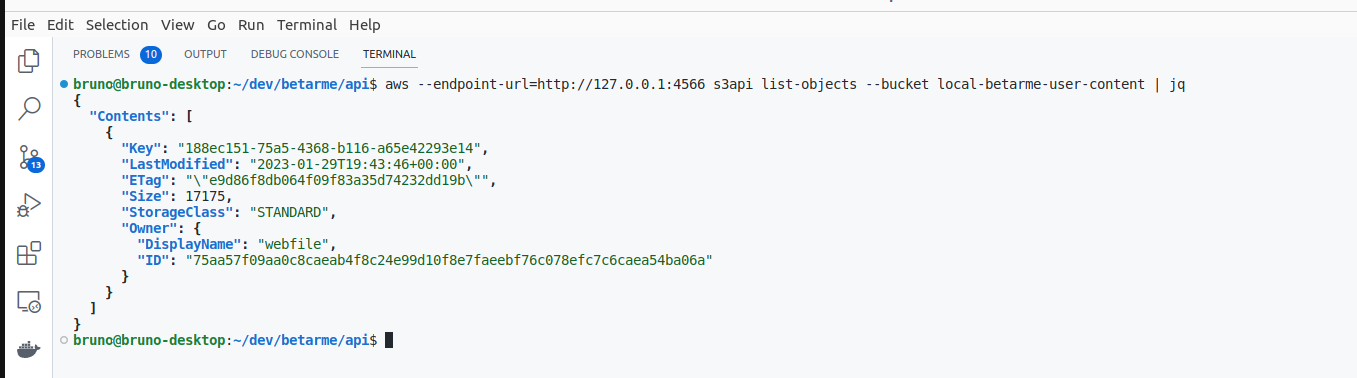 File Edit Selection View Go Run Terminal Help
PROBLEMS 10 OUTPUT DEBUG CONSOLE TERMINAL
bruno@bruno-desktop:~/dev/betarme/api$ aws --endpoint-url=http://127.0.0.1:4566 s3api list-objects --bucket local-betarme-user-content | jq
{
  "Contents": [
    {
      "Key": "188ec151-75a5-4368-b116-a65e42293e14",
      "LastModified": "2023-01-29T19:43:46+00:00",
      "ETag": "\"e9d86f8db064f09f83a35d74232dd19b\"",
      "Size": 17175,
      "StorageClass": "STANDARD",
      "Owner": {
        "DisplayName": "webfile",
        "ID": "75aa57f09aa0c8caeab4f8c24e99d10f8e7faeebf76c078efc7c6caea54ba06a"
      }
    }
  ]
}
bruno@bruno-desktop:~/dev/betarme/api$
13